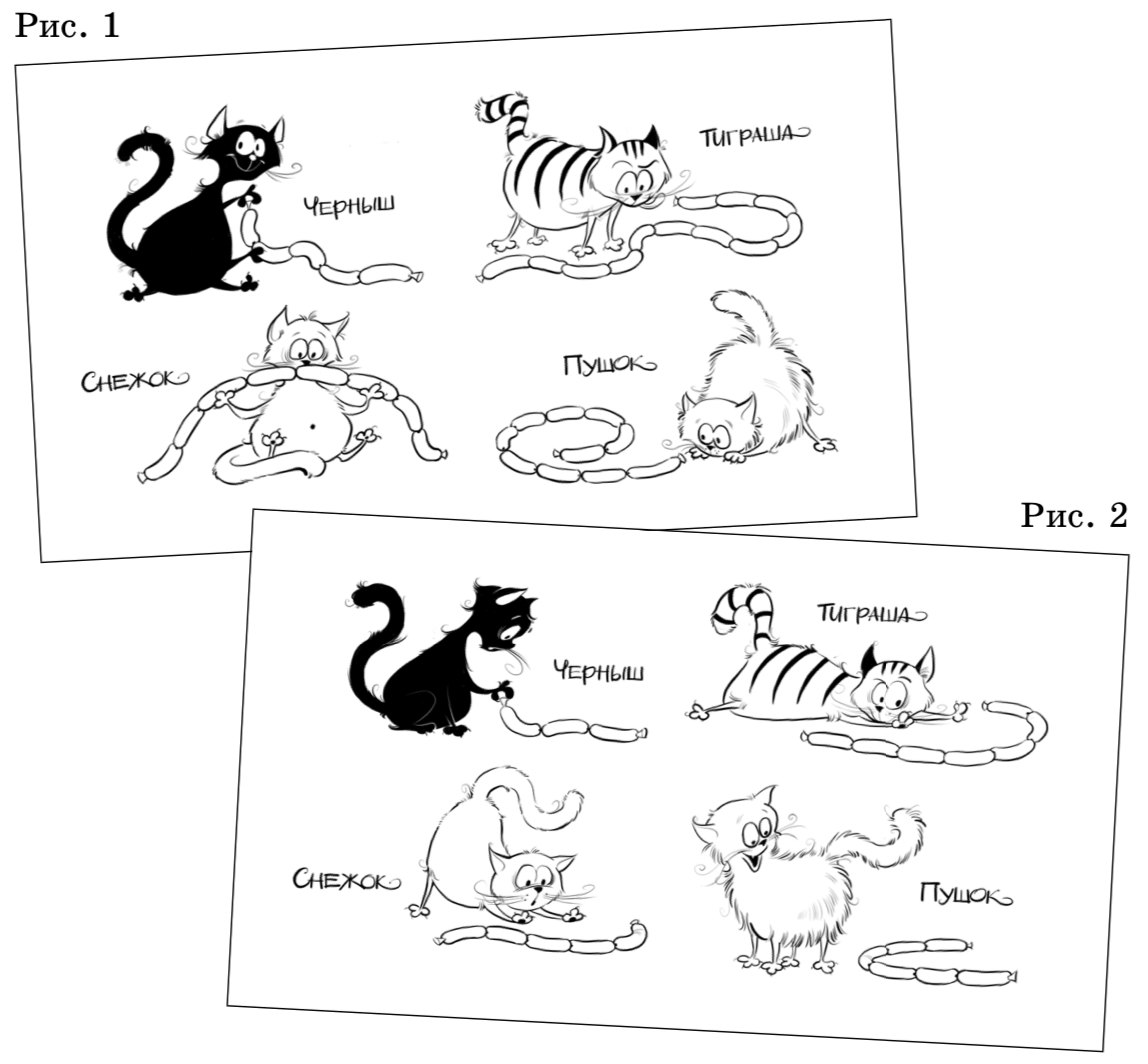 Рис. 1
ЧЕРНЫШ
ТИГРАША
СНЕЖОК
ПУШОК
Рис. 2
ЧЕРНЫШ
ТИГРАША
СНЕЖОК
ПУШОК